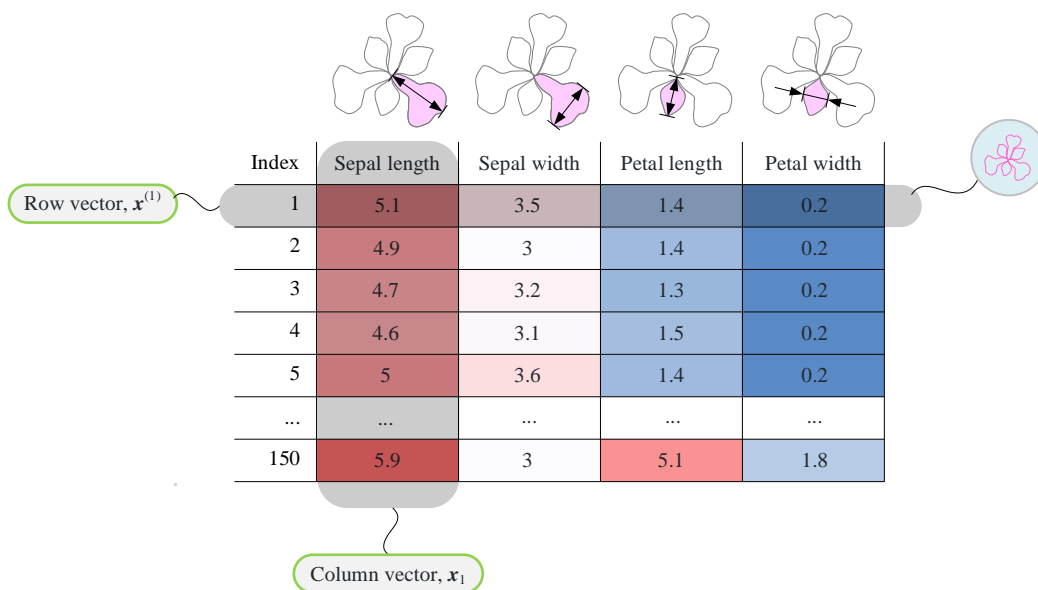 Index Sepal length Sepal width Petal length Petal width
Row vector, x^(1)
1 5.1 3.5 1.4 0.2
2 4.9 3 1.4 0.2
3 4.7 3.2 1.3 0.2
4 4.6 3.1 1.5 0.2
5 5 3.6 1.4 0.2
... ... ... ... ...
150 5.9 3 5.1 1.8
Column vector, x_1